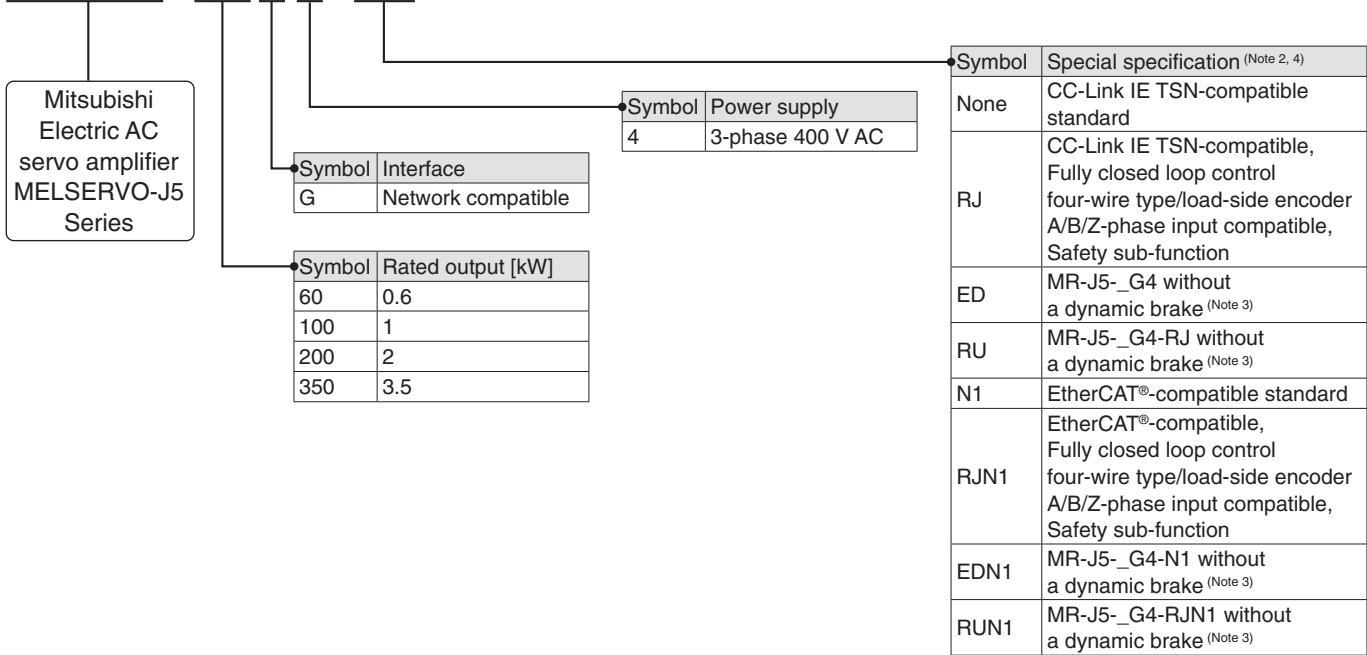 Mitsubishi
Electric AC
servo amplifier
MELSERVO-J5
Series
Symbol Rated output [kW]
60 0.6
100 1
200 2
350 3.5
Symbol Interface
G Network compatible
Symbol Power supply
4 3-phase 400 V AC
Symbol Special specification (Note 2, 4)
None CC-Link IE TSN-compatible
standard
RJ CC-Link IE TSN-compatible,
Fully closed loop control
four-wire type/load-side encoder
A/B/Z-phase input compatible,
Safety sub-function
ED MR-J5-_G4 without
a dynamic brake (Note 3)
RU MR-J5-_G4-RJ without
a dynamic brake (Note 3)
N1 EtherCAT®-compatible standard
RJN1 EtherCAT®-compatible,
Fully closed loop control
four-wire type/load-side encoder
A/B/Z-phase input compatible,
Safety sub-function
EDN1 MR-J5-_G4-N1 without
a dynamic brake (Note 3)
RUN1 MR-J5-_G4-RJN1 without
a dynamic brake (Note 3)